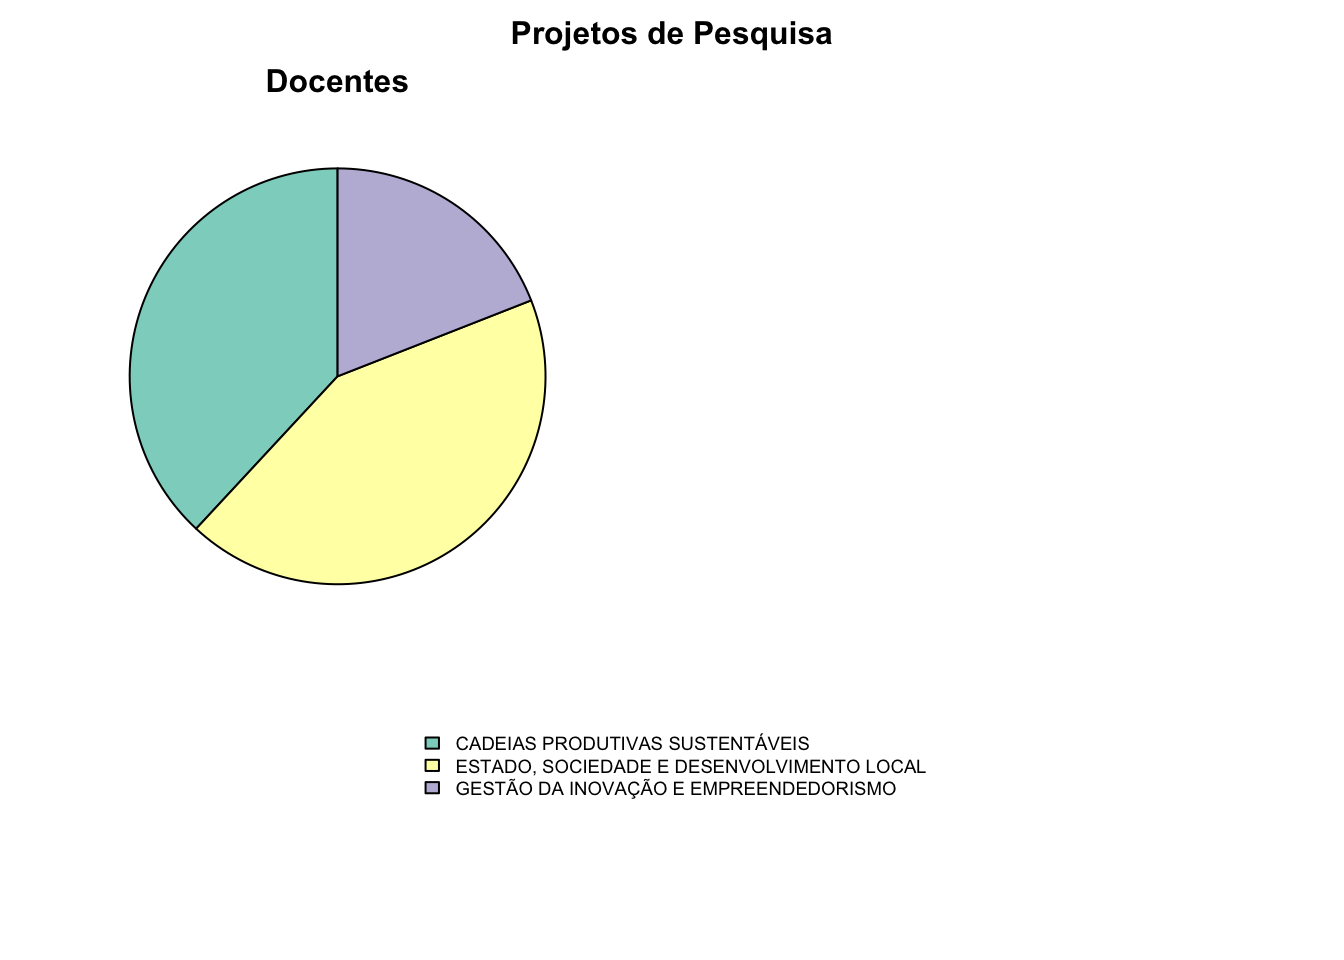 Projetos de Pesquisa
Docentes
CADEIAS PRODUTIVAS SUSTENTÁVEIS
ESTADO, SOCIEDADE E DESENVOLVIMENTO LOCAL
GESTÃO DA INOVAÇÃO E EMPREENDEDORISMO